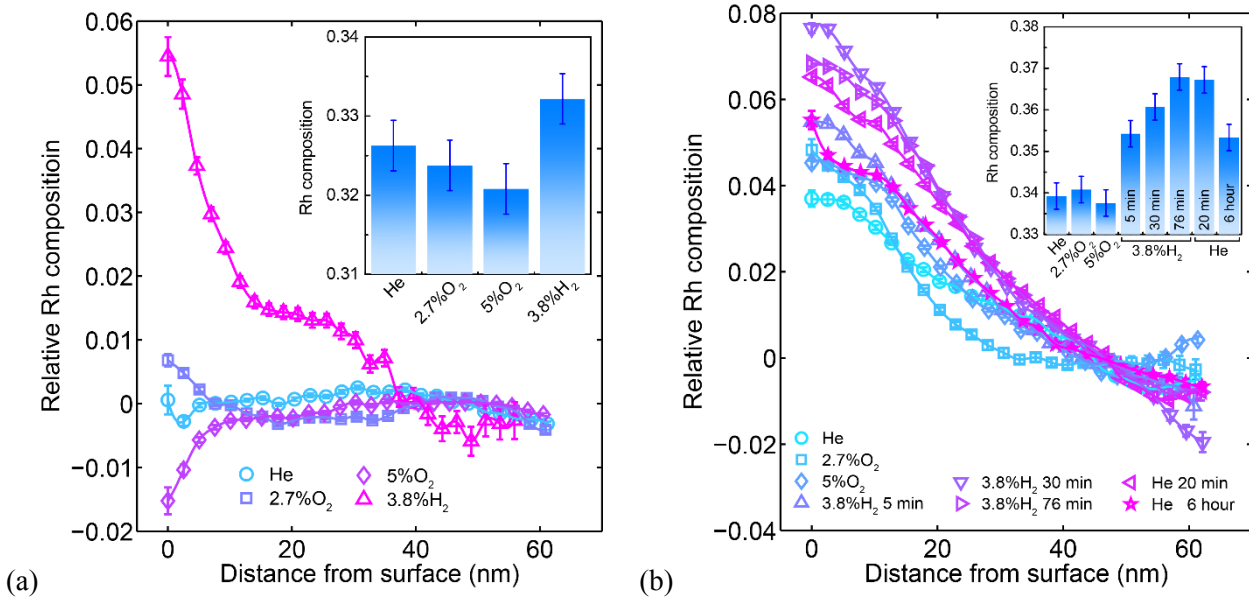 0.06
0.05
0.04
0.03
0.02
0.01
0
−0.01
−0.02
Relative Rh compositioin
0 20 40 60
Distance from surface (nm)
(a)
0.34
0.33
0.32
0.31
Rh composition
He
2.7%O₂
5%O₂
3.8%H₂
He
2.7%O₂
5%O₂
3.8%H₂
0.08
0.06
0.04
0.02
0
−0.02
−0.04
Relative Rh composition
0 20 40 60
Distance from surface (nm)
(b)
0.38
0.37
0.36
0.35
0.34
0.33
Rh composition
5 min
30 min
76 min
20 min
6 hour
He
2.7%O₂
5%O₂
3.8%H₂
He
He
2.7%O₂
5%O₂
3.8%H₂ 5 min
3.8%H₂ 30 min
3.8%H₂ 76 min
He 20 min
He 6 hour